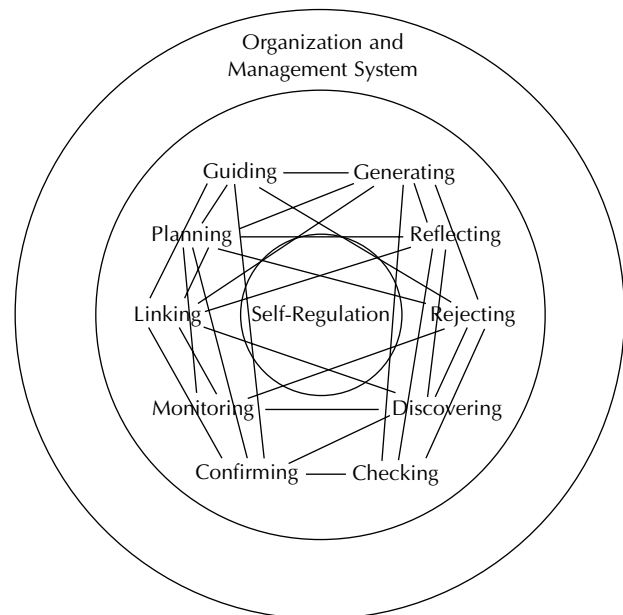 Organization and
Management System
Guiding Generating
Planning Reflecting
Linking Self-Regulation Rejecting
Monitoring Discovering
Confirming Checking